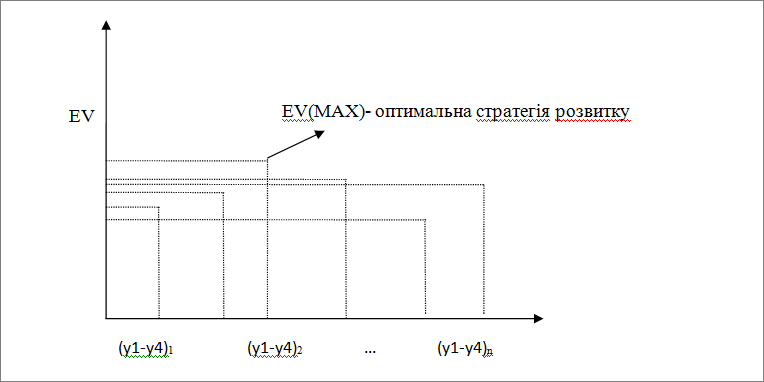 EV(MAX)- оптимальна стратегія розвитку
EV
(y1-y4)1 (y1-y4)2 ... (y1-y4)n